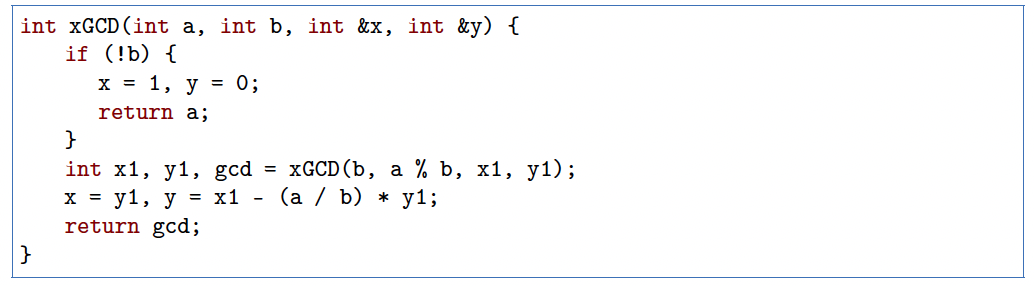 int xGCD(int a, int b, int &x, int &y) {
if (!b) {
x = 1, y = 0;
return a;
}
int x1, y1, gcd = xGCD(b, a % b, x1, y1);
x = y1, y = x1 - (a / b) * y1;
return gcd;
}